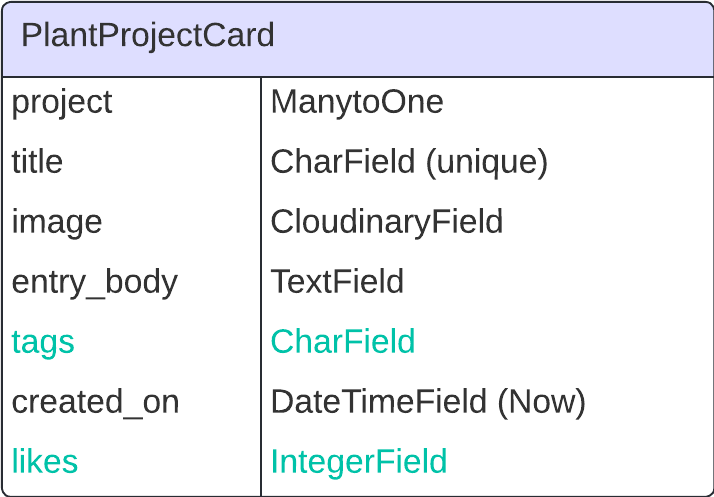 PlantProjectCard
project ManytoOne
title CharField (unique)
image CloudinaryField
entry_body TextField
tags CharField
created_on DateTimeField (Now)
likes IntegerField